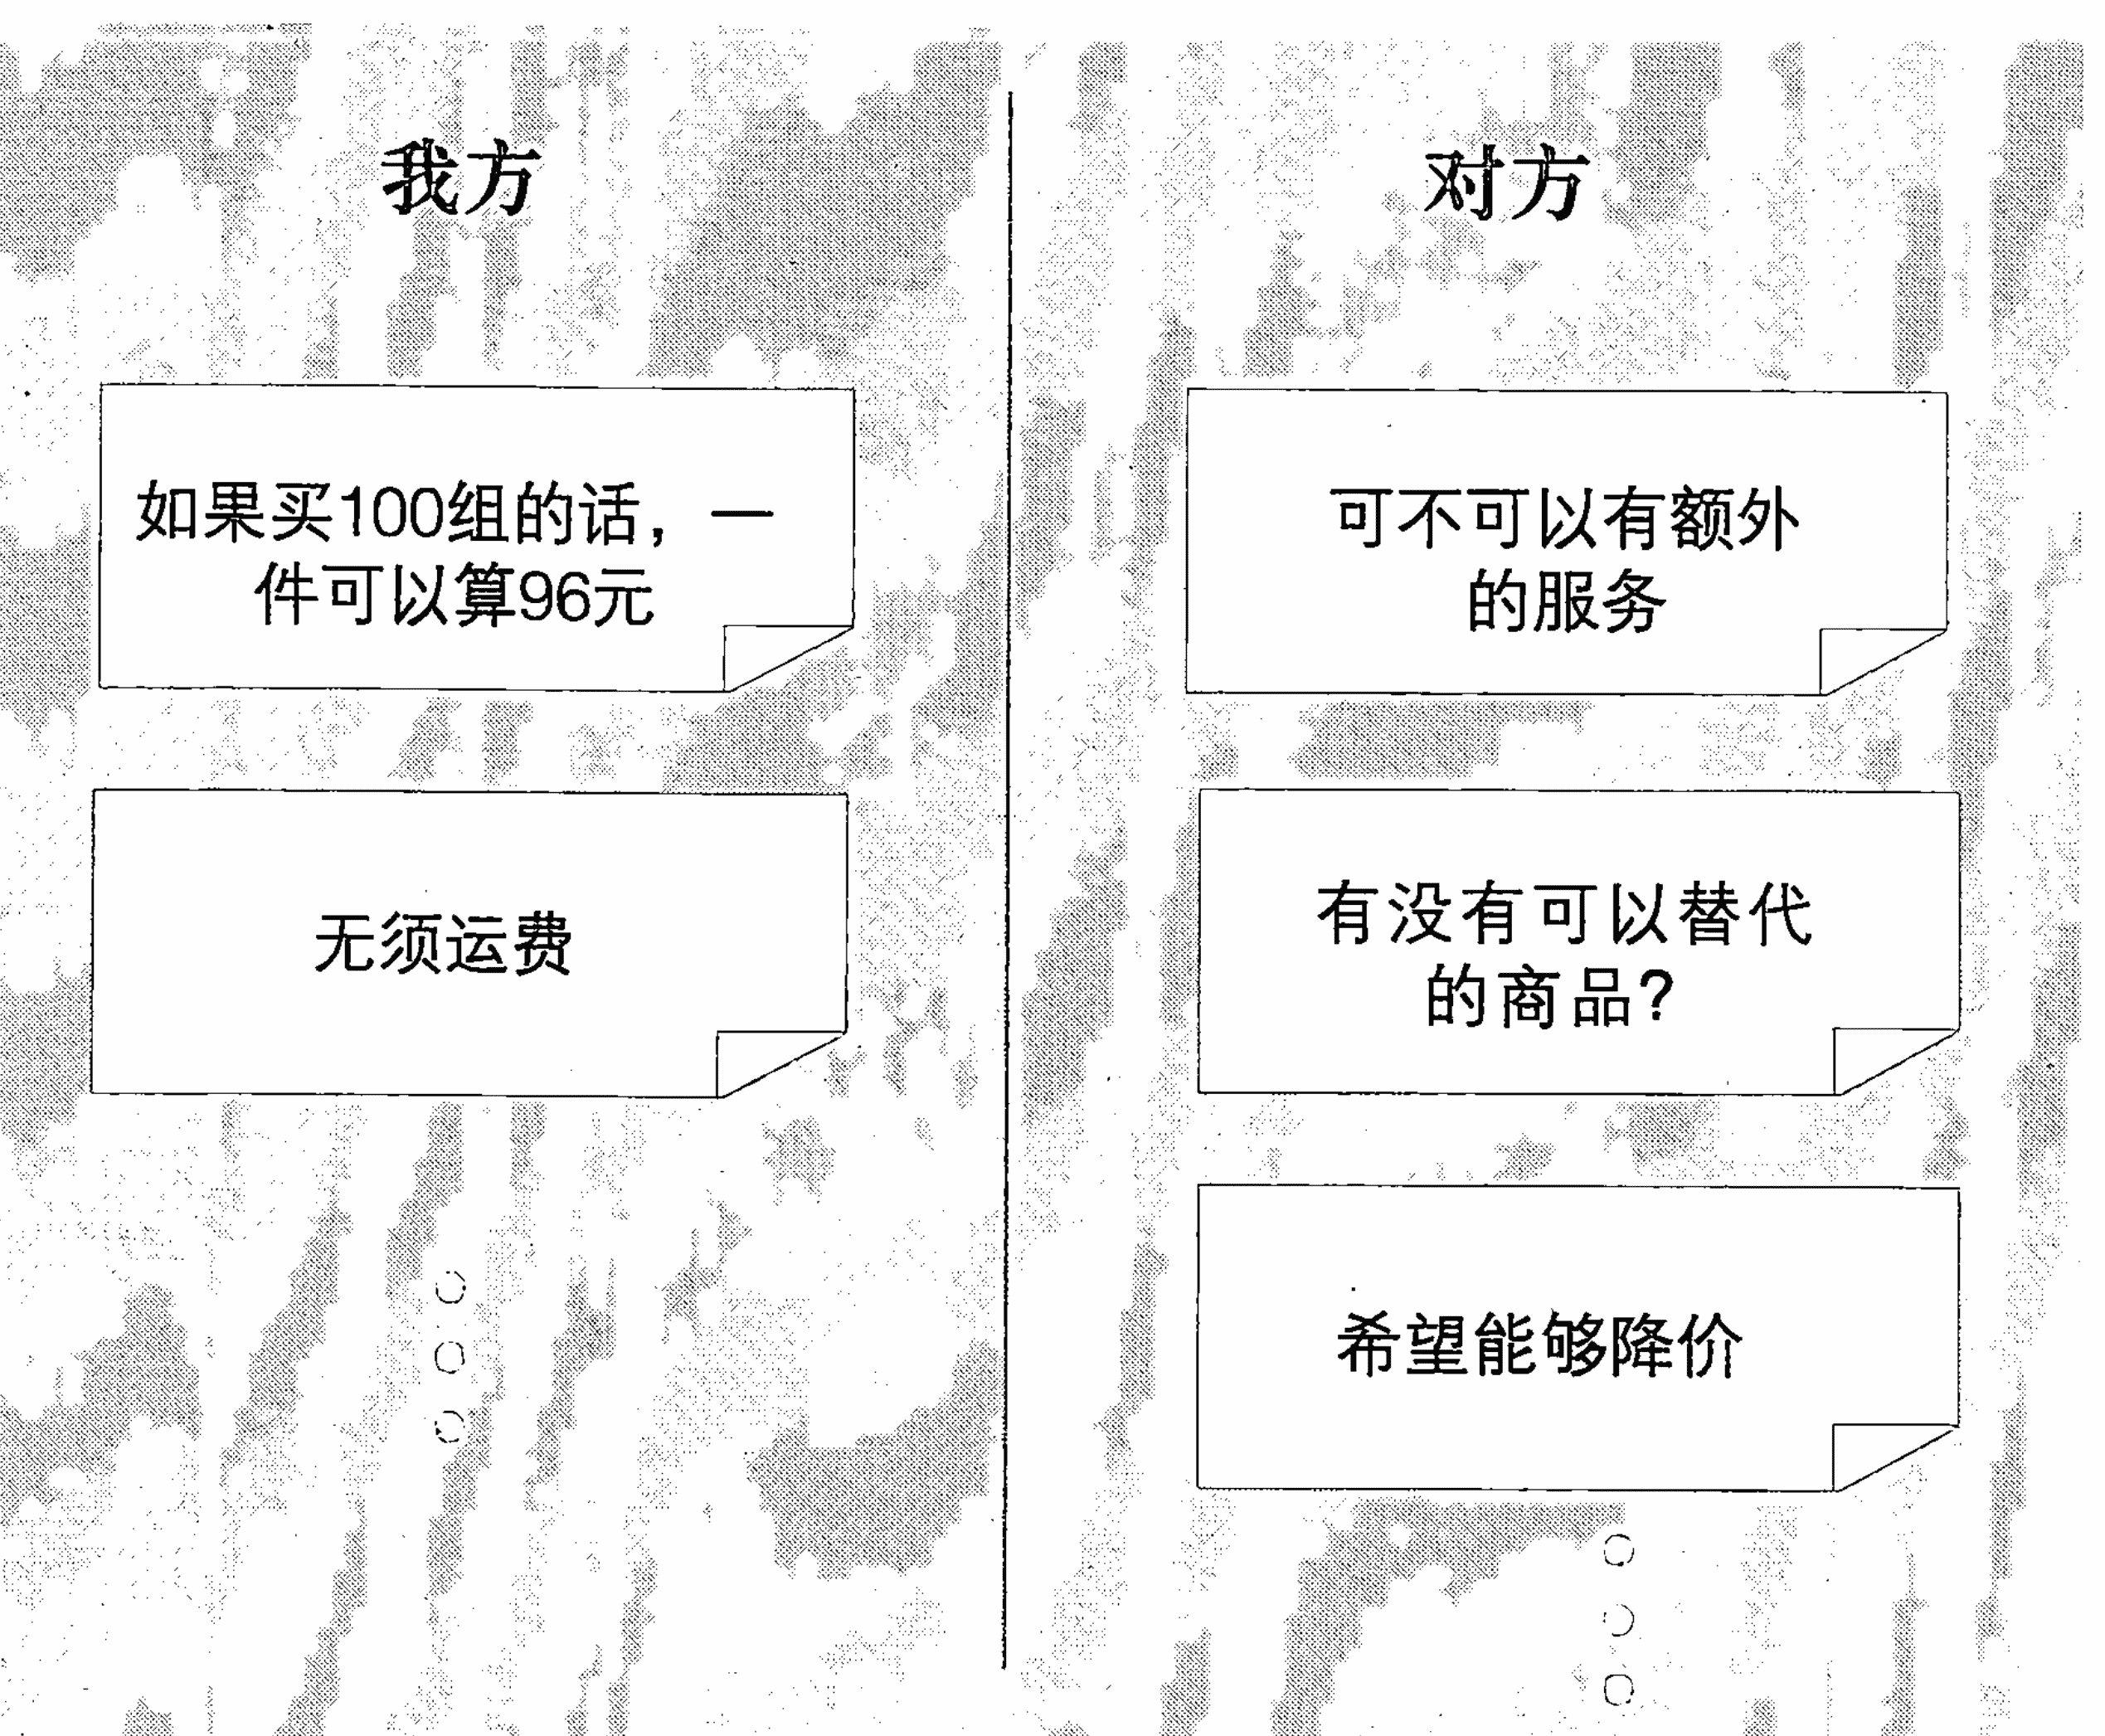 我方
如果买100组的话，一
件可以算96元
无须运费
对方
可不可以有额外
的服务
有没有可以替代
的商品？
希望能够降价